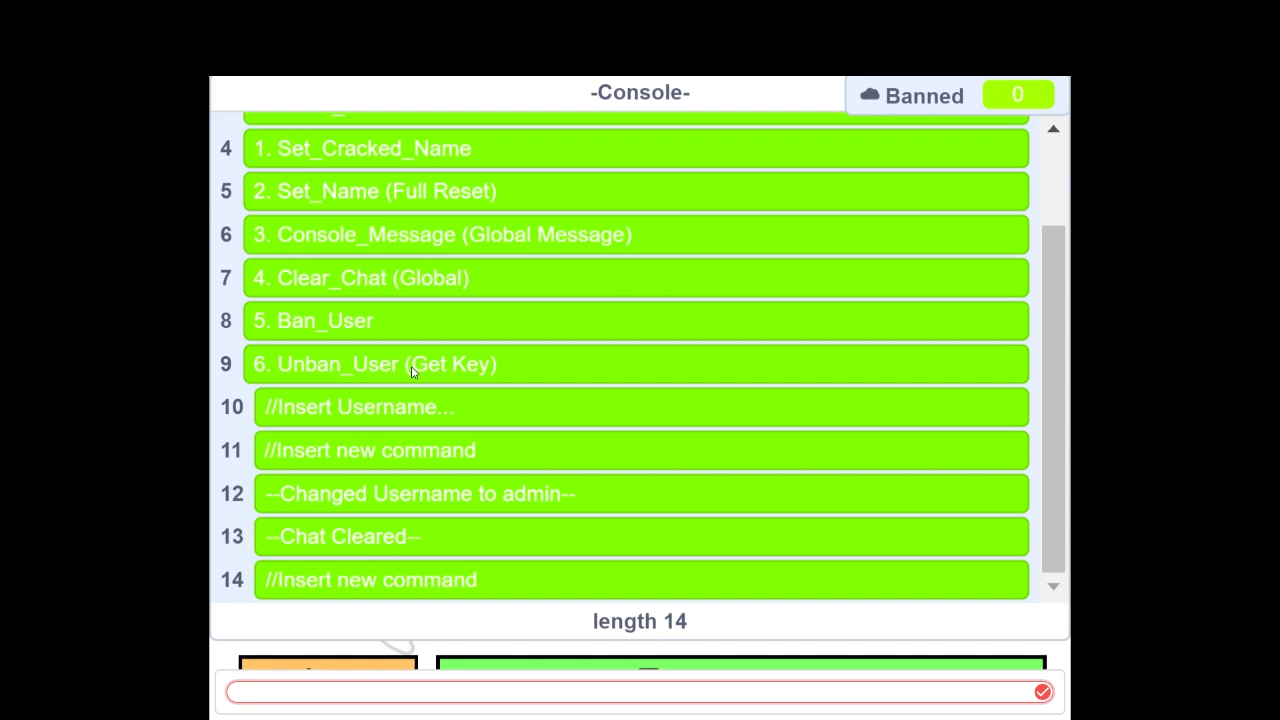 -Console-
Banned 0
4 1. Set_Cracked_Name
5 2. Set_Name (Full Reset)
6 3. Console_Message (Global Message)
7 4. Clear_Chat (Global)
8 5. Ban_User
9 6. Unban_User (Get Key)
10 //Insert Username...
11 //Insert new command
12 --Changed Username to admin--
13 --Chat Cleared--
14 //Insert new command
length 14